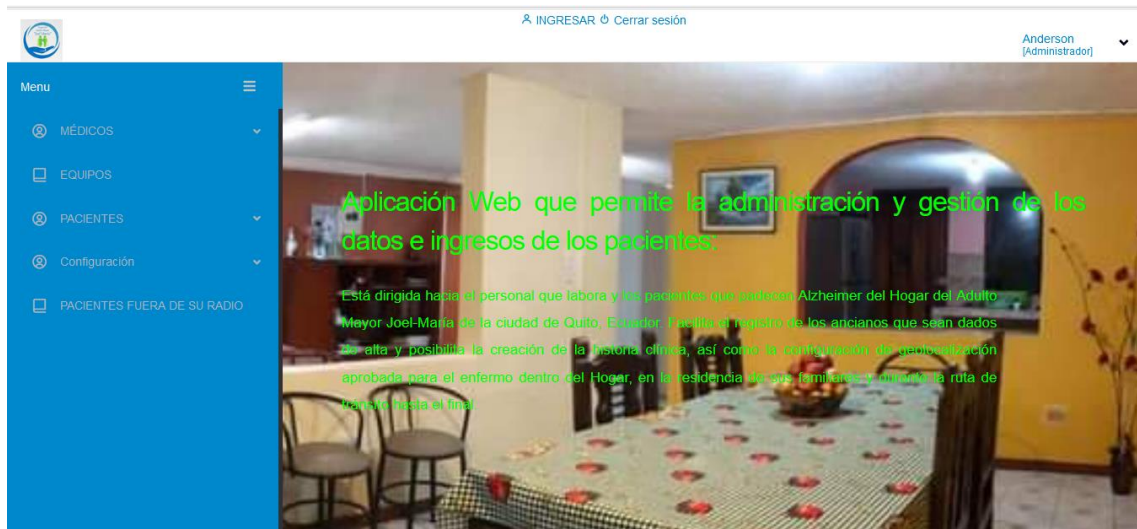 INGRESAR Cerrar sesión
Anderson
[Administrador]
Menu
MÉDICOS
EQUIPOS
PACIENTES
Configuración
PACIENTES FUERA DE SU RADIO
Aplicación Web que permite la administración y gestión de los
datos e ingresos de los pacientes:
Está dirigida hacia el personal que labora y los pacientes que padecen Alzheimer del Hogar del Adulto
Mayor Joel-María de la ciudad de Quito, Ecuador. Facilita el registro de los ancianos que sean dados
de alta y posibilita la creación de la historia clínica, así como la configuración de geolocalización
aprobada para el enfermo dentro del Hogar, en la residencia de sus familiares y durante la ruta de
tránsito hasta el final.